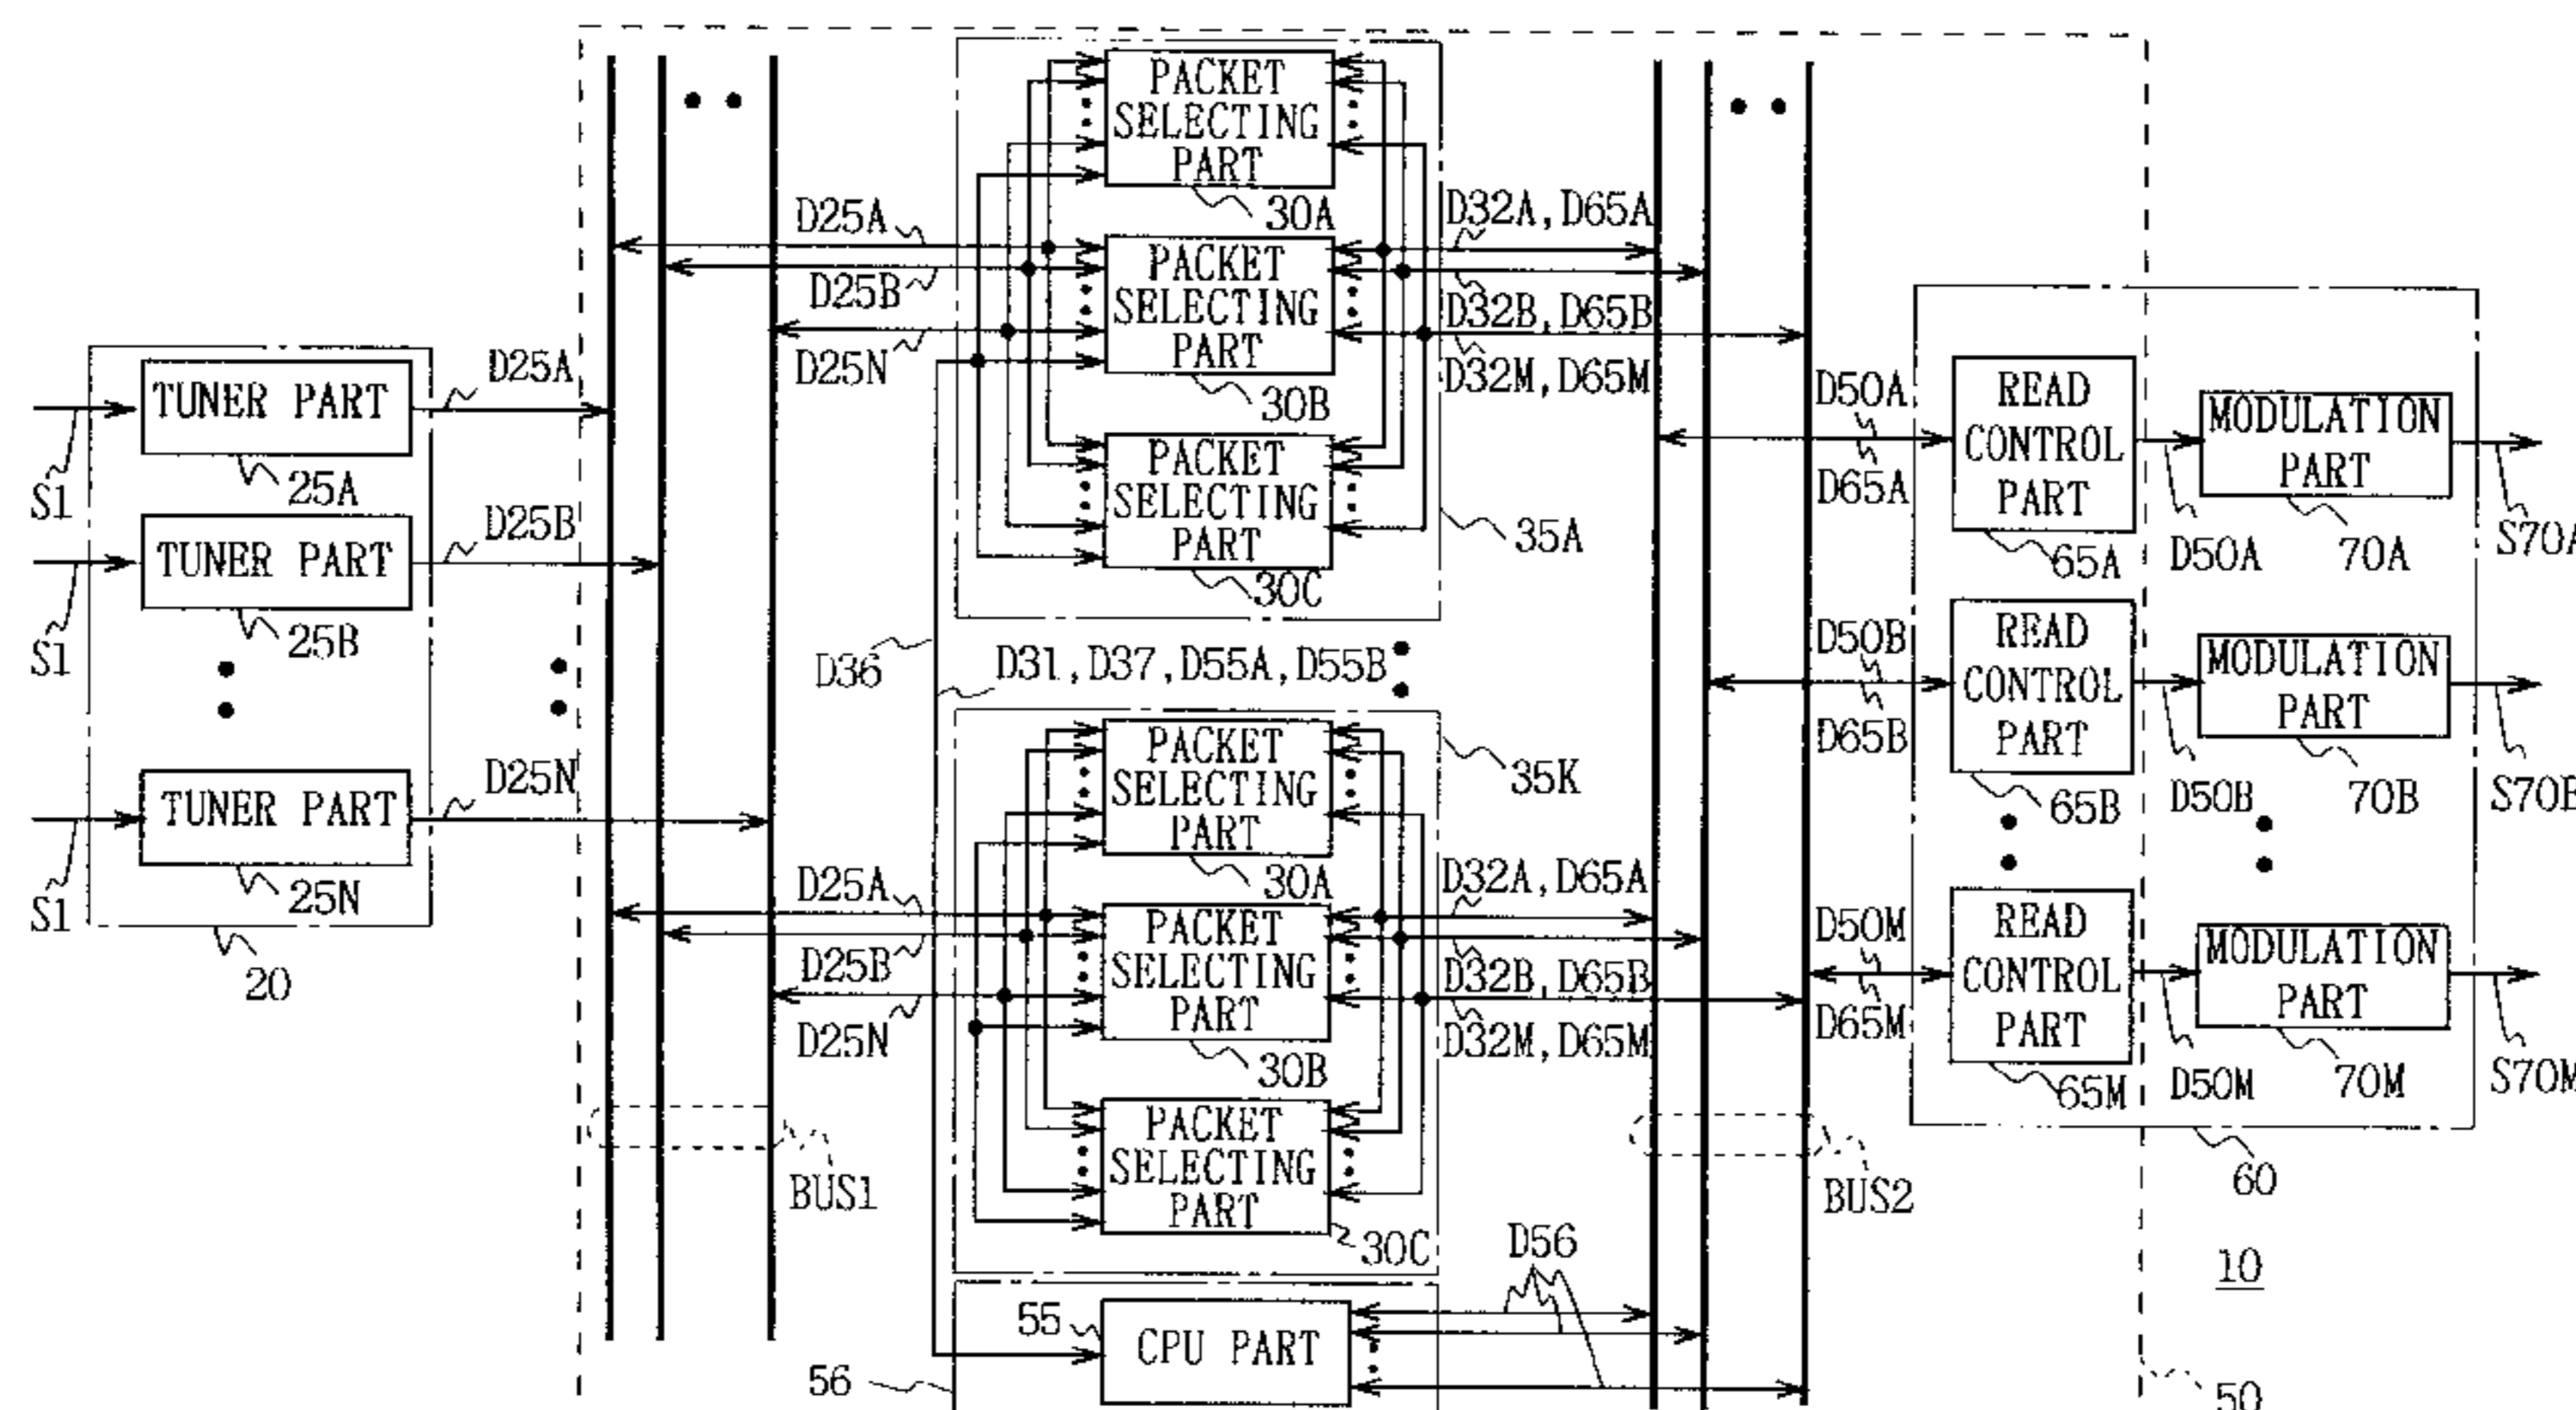 TUNER PART
25A
S1
D25A
TUNER PART
25B
S1
D25B
TUNER PART
25N
S1
D25N
20
BUS1
D25A
D25B
D25N
D36
D31, D37, D55A, D55B
PACKET
SELECTING
PART
30A
PACKET
SELECTING
PART
30B
PACKET
SELECTING
PART
30C
35A
D32A, D65A
D32B, D65B
D32M, D65M
D25A
D25B
D25N
PACKET
SELECTING
PART
30A
PACKET
SELECTING
PART
30B
PACKET
SELECTING
PART
30C
35K
D32A, D65A
D32B, D65B
D32M, D65M
55
CPU PART
56
D56
BUS2
D50A
D65A
READ
CONTROL
PART
65A
D50A
MODULATION
PART
70A
S70A
D50B
D65B
READ
CONTROL
PART
65B
D50B
MODULATION
PART
70B
S70B
D50M
D65M
READ
CONTROL
PART
65M
D50M
MODULATION
PART
70M
S70M
60
10
50